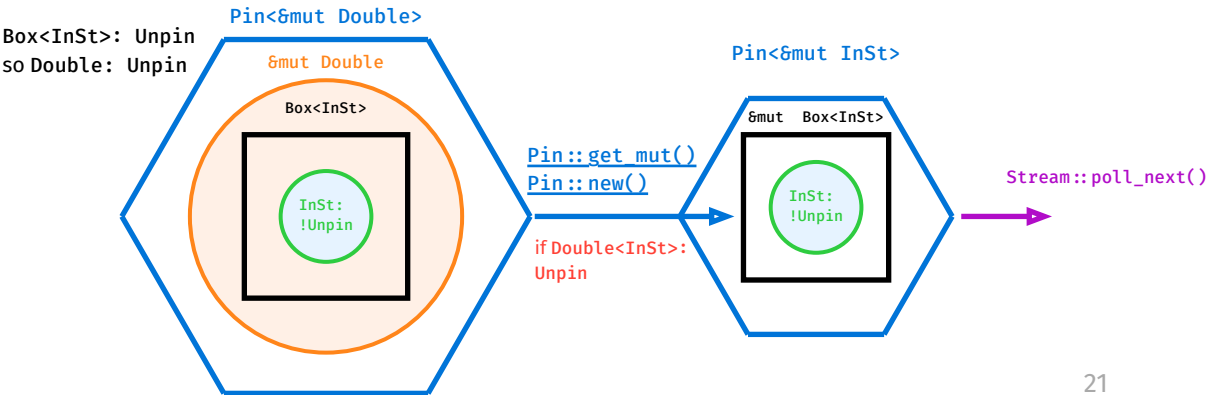 Pin<&mut Double>
Box<InSt>: Unpin
so Double: Unpin
&mut Double
Box<InSt>
InSt:
!Unpin
Pin::get_mut()
Pin::new()
if Double<InSt>:
Unpin
Pin<&mut InSt>
&mut Box<InSt>
InSt:
!Unpin
Stream::poll_next()
21